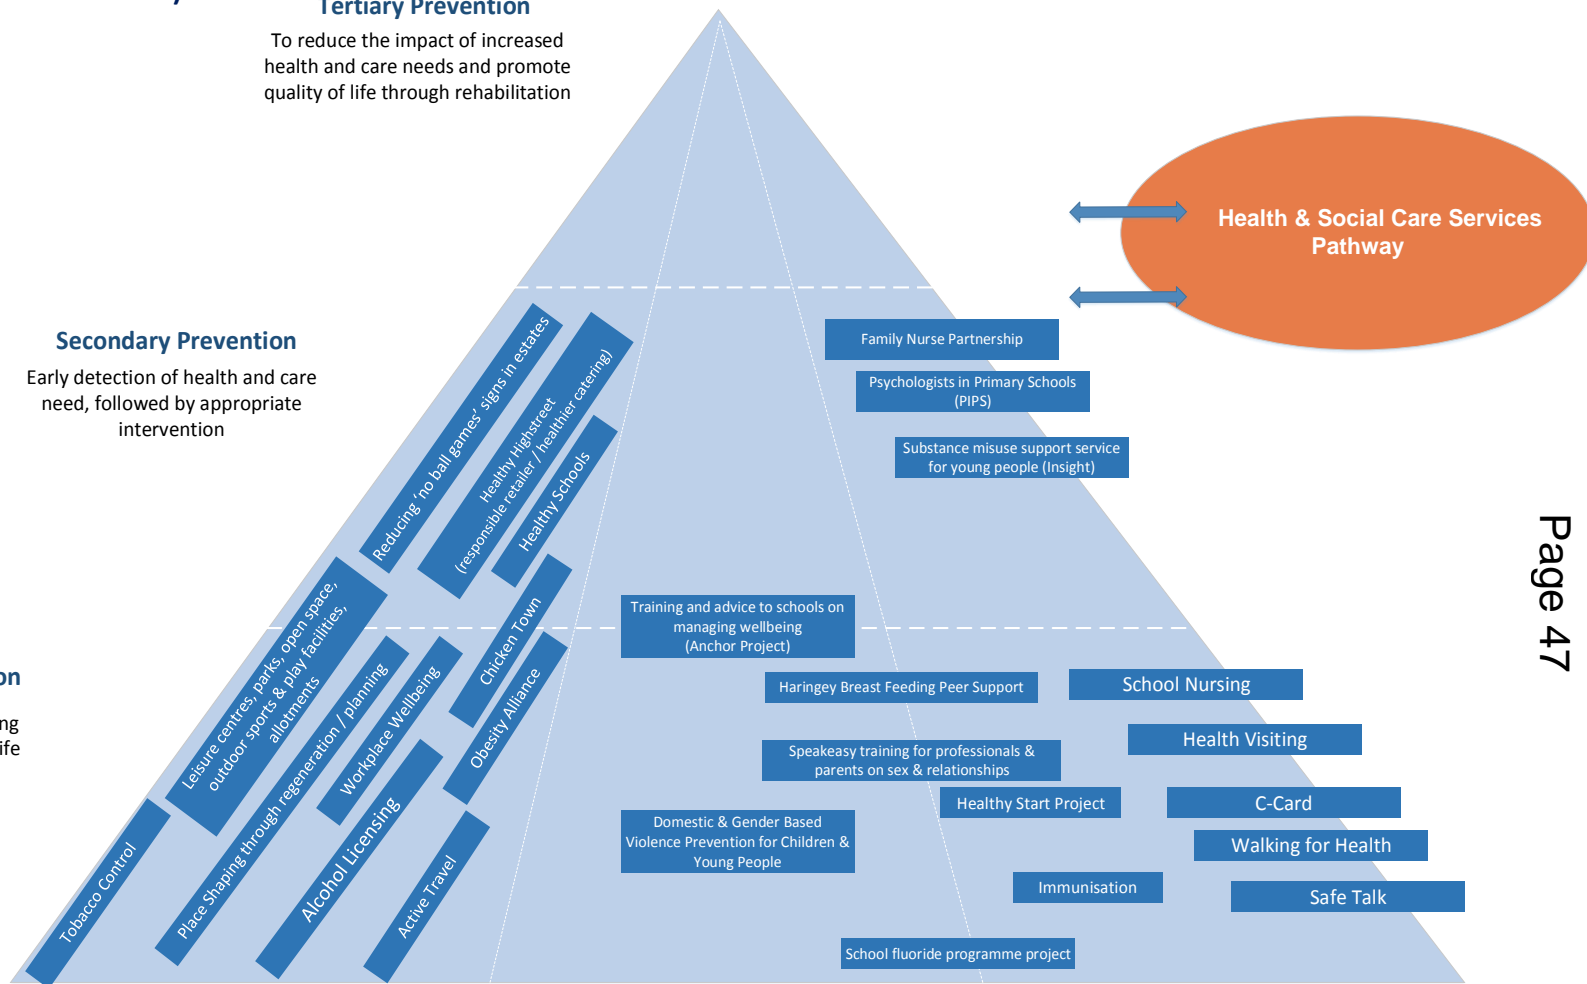 Tertiary Prevention
To reduce the impact of increased
health and care needs and promote
quality of life through rehabilitation
Health & Social Care Services
Pathway
Secondary Prevention
Early detection of health and care
need, followed by appropriate
intervention
Reducing 'no ball games' signs in estates
Healthy Highstreet
(responsible retailer / healthier catering)
Healthy Schools
Family Nurse Partnership
Psychologists in Primary Schools
(PIPS)
Substance misuse support service
for young people (Insight)
Page 47
Leisure centres, parks, open space,
outdoor sports & play facilities,
allotments
Chicken Town
Training and advice to schools on
managing wellbeing
(Anchor Project)
on
ng
ife
Place Shaping through regeneration / planning
Workplace Wellbeing
Obesity Alliance
Haringey Breast Feeding Peer Support
School Nursing
Health Visiting
Speakeasy training for professionals &
parents on sex & relationships
Healthy Start Project
C-Card
Domestic & Gender Based
Violence Prevention for Children &
Young People
Walking for Health
Tobacco Control
Alcohol Licensing
Active Travel
Immunisation
Safe Talk
School fluoride programme project